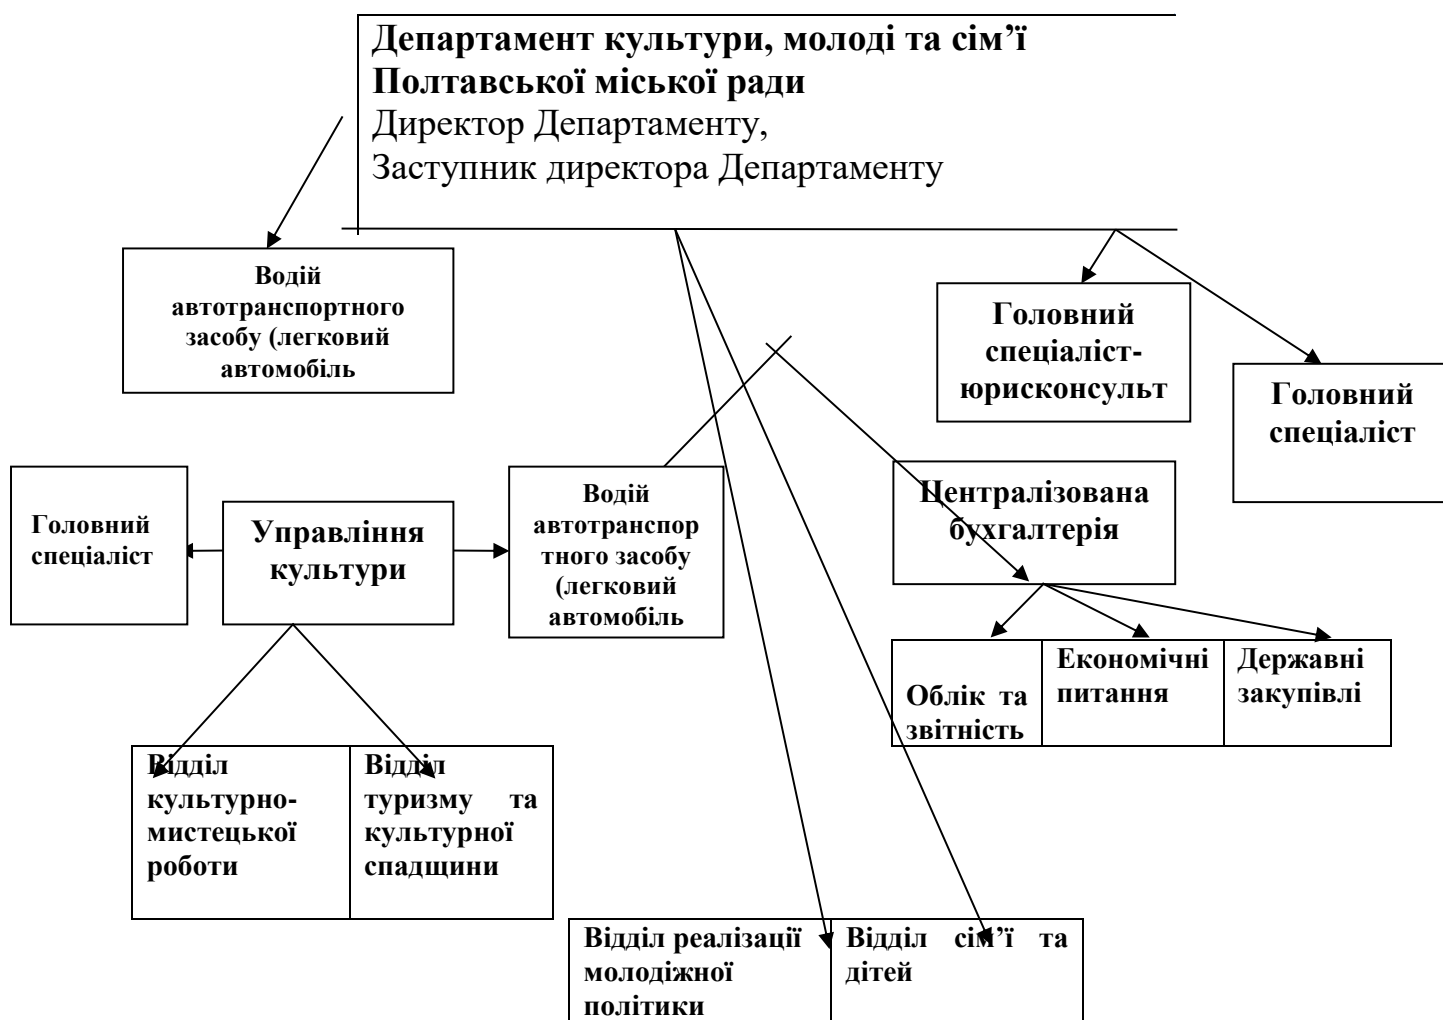 Департамент культури, молоді та сім’ї
Полтавської міської ради
Директор Департаменту,
Заступник директора Департаменту
Водій
автотранспортного
засобу (легковий
автомобіль
Головний
спеціаліст-
юрисконсульт
Головний
спеціаліст
Головний
спеціаліст
Управління
культури
Водій
автотранспор
тного засобу
(легковий
автомобіль
Централізована
бухгалтерія
Облік та
звітність
Економічні
питання
Державні
закупівлі
Відділ
культурно-
мистецької
роботи
Відділ
туризму та
культурної
спадщини
Відділ реалізації
молодіжної
політики
Відділ сім’ї та
дітей